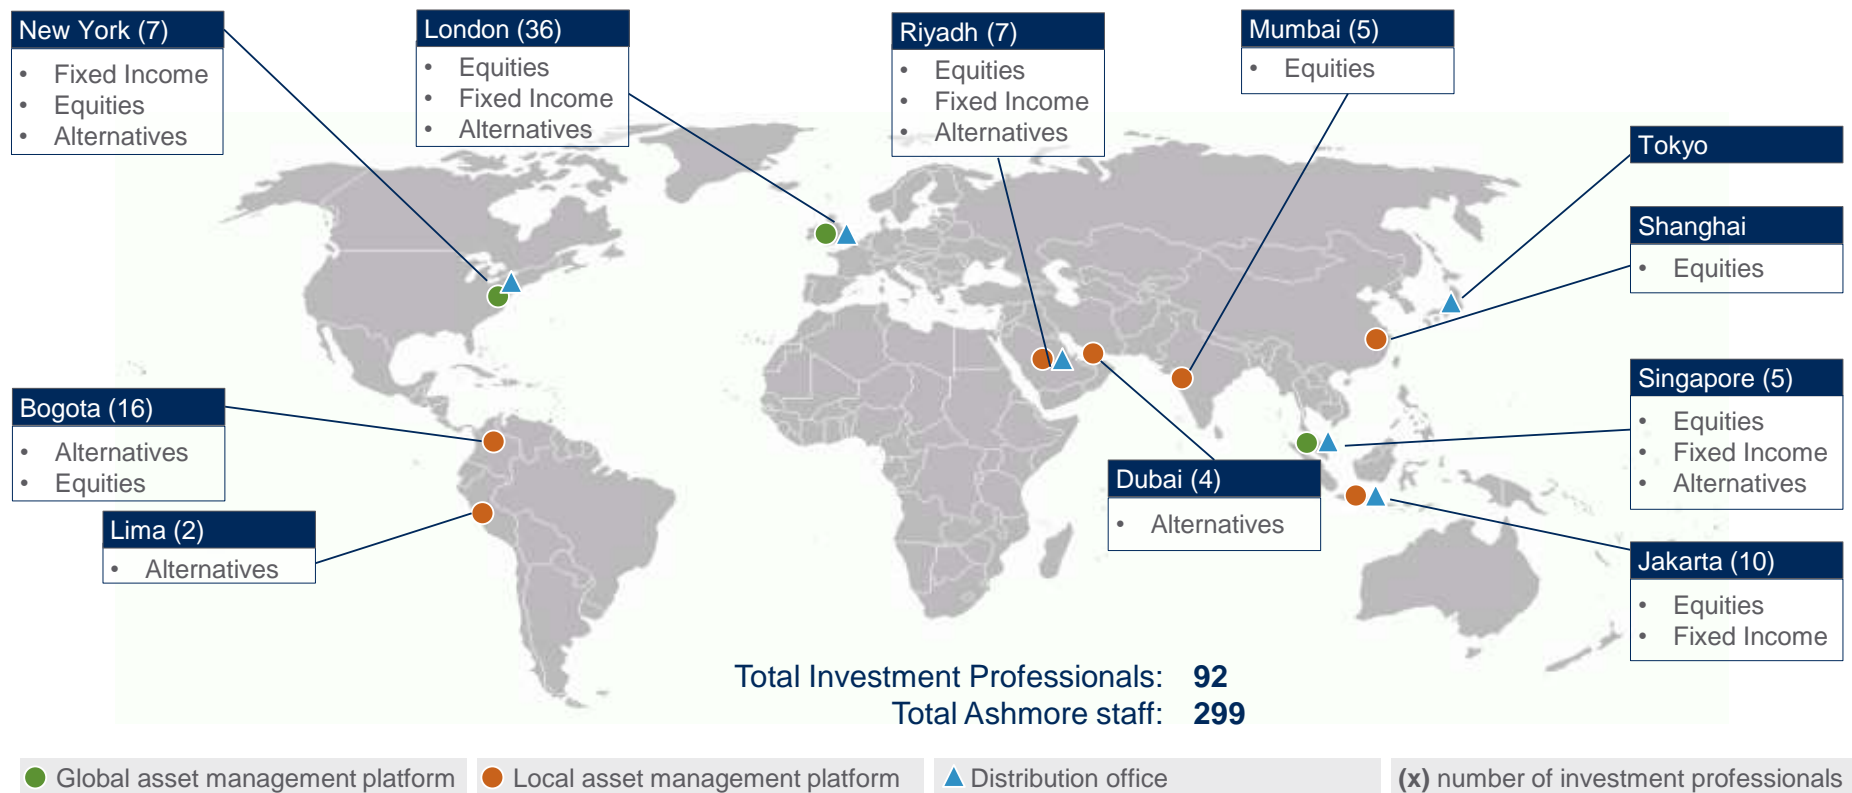 New York (7)
• Fixed Income
• Equities
• Alternatives
London (36)
• Equities
• Fixed Income
• Alternatives
Riyadh (7)
• Equities
• Fixed Income
• Alternatives
Mumbai (5)
• Equities
Tokyo
Shanghai
• Equities
Singapore (5)
• Equities
• Fixed Income
• Alternatives
Bogota (16)
• Alternatives
• Equities
Lima (2)
• Alternatives
Dubai (4)
• Alternatives
Jakarta (10)
• Equities
• Fixed Income
Total Investment Professionals: 92
Total Ashmore staff: 299
Global asset management platform
Local asset management platform
Distribution office
(x) number of investment professionals